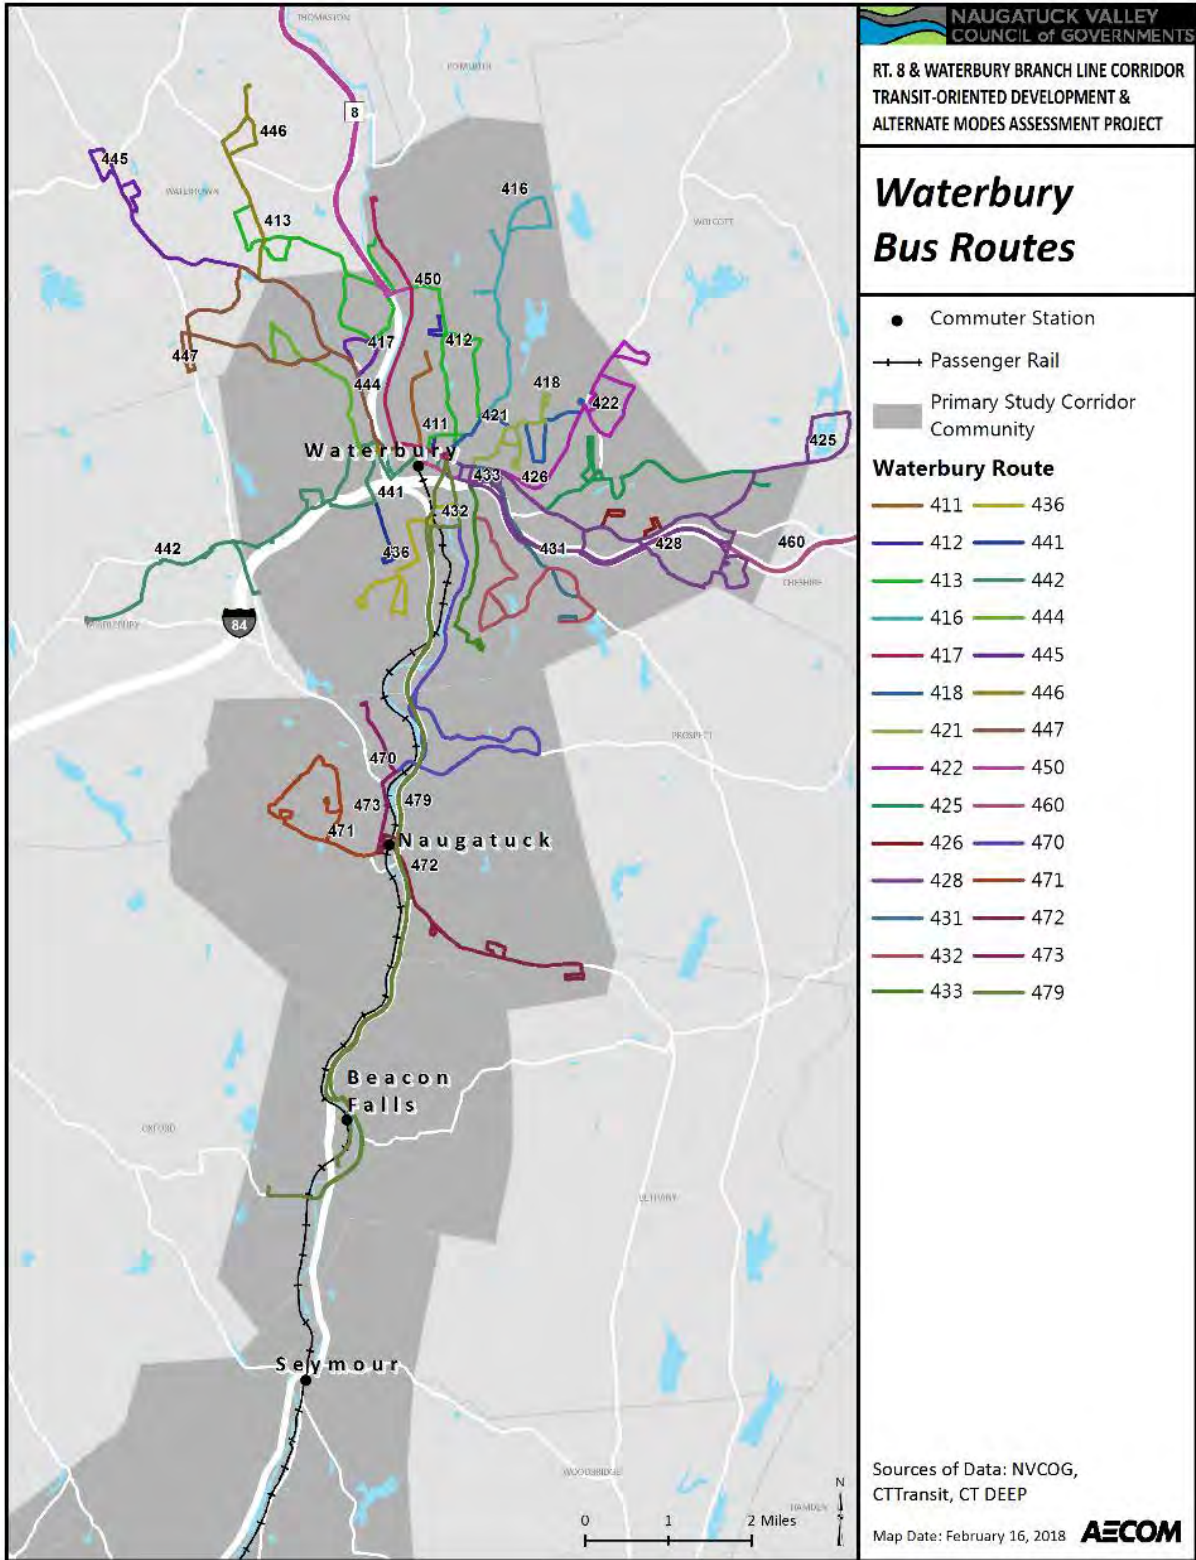 NAUGATUCK VALLEY
COUNCIL of GOVERNMENTS
RT. 8 & WATERBURY BRANCH LINE CORRIDOR
TRANSIT-ORIENTED DEVELOPMENT &
ALTERNATE MODES ASSESSMENT PROJECT
Waterbury
Bus Routes
Commuter Station
Passenger Rail
Primary Study Corridor
Community
Waterbury Route
411 436
412 441
413 442
416 444
417 445
418 446
421 447
422 450
425 460
426 470
428 471
431 472
432 473
433 479
Sources of Data: NVCOG,
CTTransit, CT DEEP
Map Date: February 16, 2018 AECOM
THOMASTON
8
446
445
WATERTOWN
416
413
WOLCOTT
450
417
412
447
444
418
422
421
411
425
Waterbury
433
426
441
432
442
436
431
428
460
CHESHIRE
84
PROSPECT
470
473
479
471
Naugatuck
472
Beacon
Falls
OXFORD
BETHANY
Seymour
WOODBRIDGE
HAMDEN
N
0 1 2 Miles